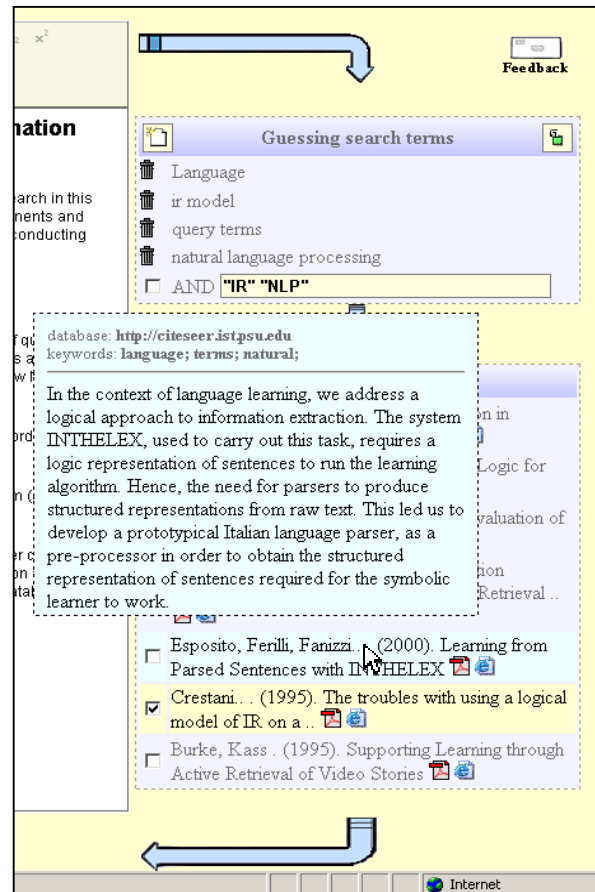 x²
Feedback
nation
Guessing search terms
Language
earch in this
ir model
nents and
query terms
conducting
natural language processing
AND "IR" "NLP"
database: http://citeseer.ist.psu.edu
keywords: language; terms; natural;
In the context of language learning, we address a
logical approach to information extraction. The system
INTHELEX, used to carry out this task, requires a
logic representation of sentences to run the learning
algorithm. Hence, the need for parsers to produce
structured representations from raw text. This led us to
develop a prototypical Italian language parser, as a
pre-processor in order to obtain the structured
representation of sentences required for the symbolic
learner to work.
n in
Logic for
valuation of
tion
Retrieval ..
Esposito, Ferilli, Fanizzi.. . (2000). Learning from
Parsed Sentences with INTHELEX
Crestani.. . (1995). The troubles with using a logical
model of IR on a ..
Burke, Kass . (1995). Supporting Learning through
Active Retrieval of Video Stories
Internet